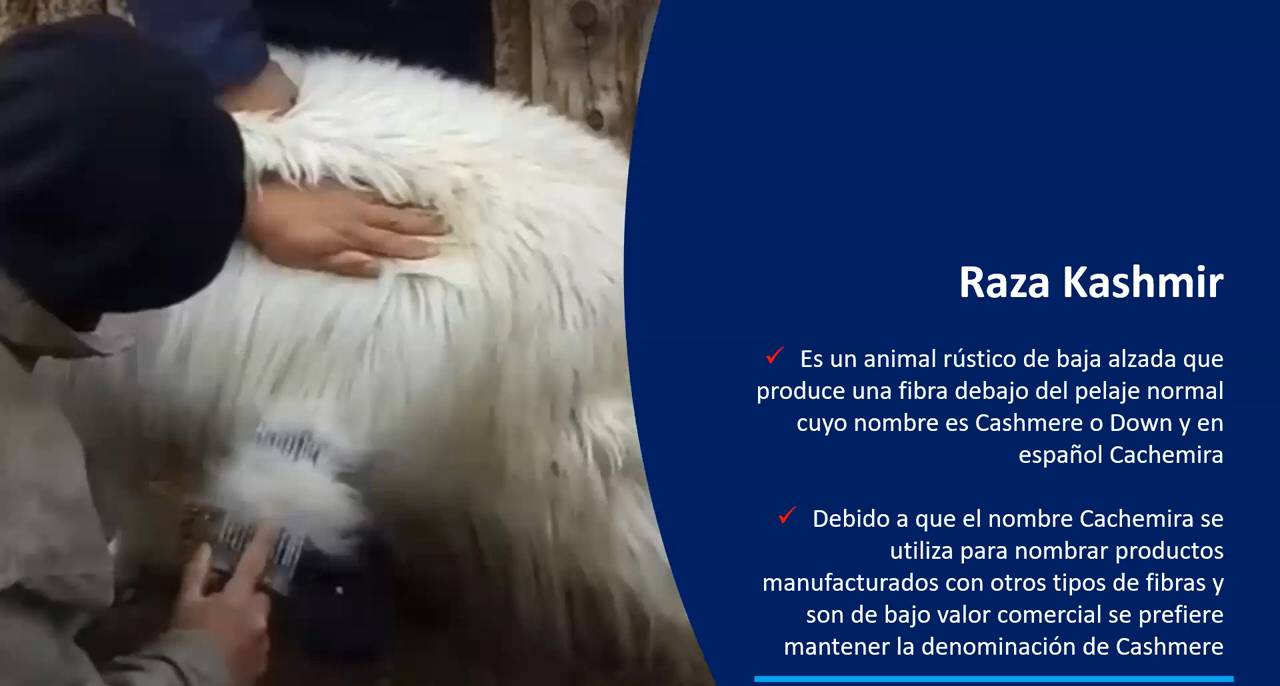 Raza Kashmir
✓ Es un animal rústico de baja alzada que
produce una fibra debajo del pelaje normal
cuyo nombre es Cashmere o Down y en
español Cachemira
✓ Debido a que el nombre Cachemira se
utiliza para nombrar productos
manufacturados con otros tipos de fibras y
son de bajo valor comercial se prefiere
mantener la denominación de Cashmere